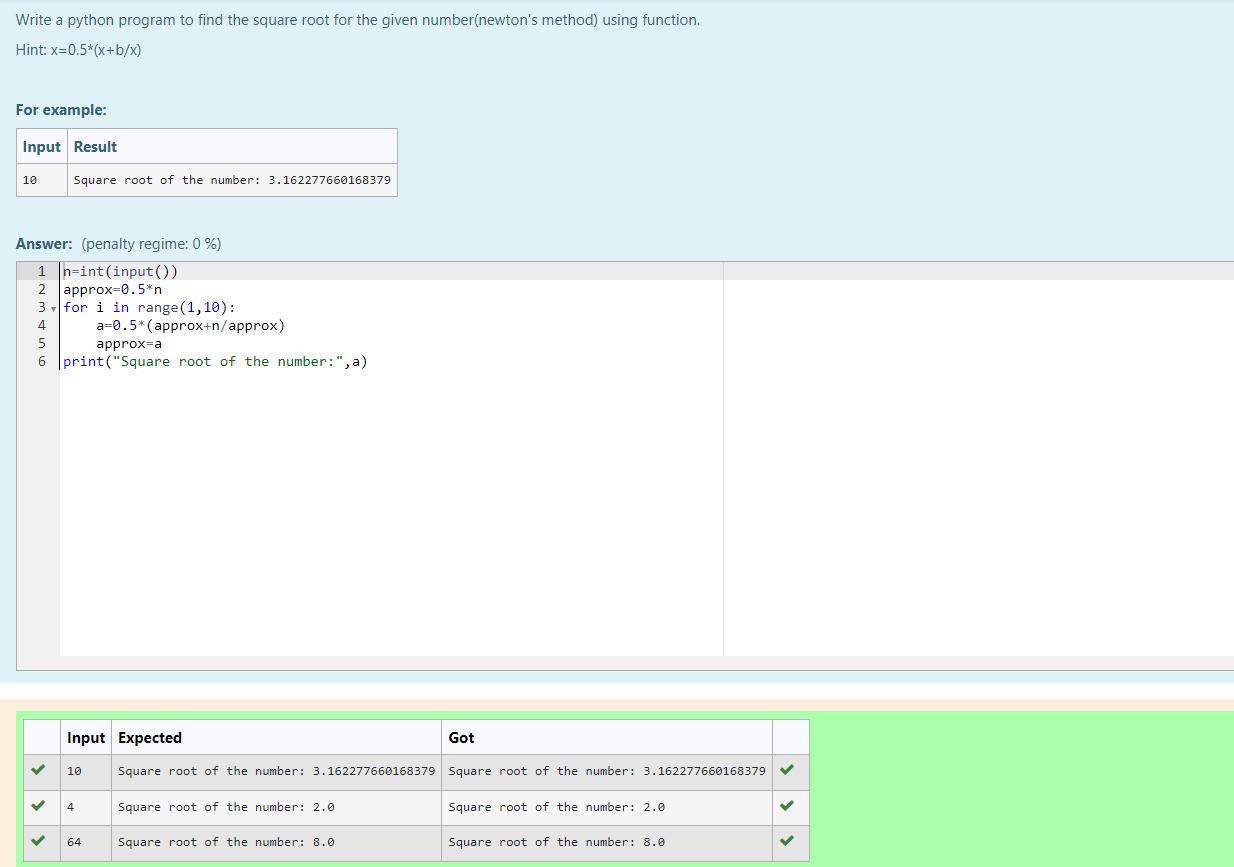 Write a python program to find the square root for the given number(newton's method) using function.
Hint: x=0.5*(x+b/x)
For example:
Input Result
10 Square root of the number: 3.162277660168379
Answer: (penalty regime: 0 %)
1 n=int(input())
2 approx=0.5*n
3 for i in range(1,10):
4     a=0.5*(approx+n/approx)
5     approx=a
6 print("Square root of the number:",a)
Input Expected Got
10 Square root of the number: 3.162277660168379 Square root of the number: 3.162277660168379
4 Square root of the number: 2.0 Square root of the number: 2.0
64 Square root of the number: 8.0 Square root of the number: 8.0